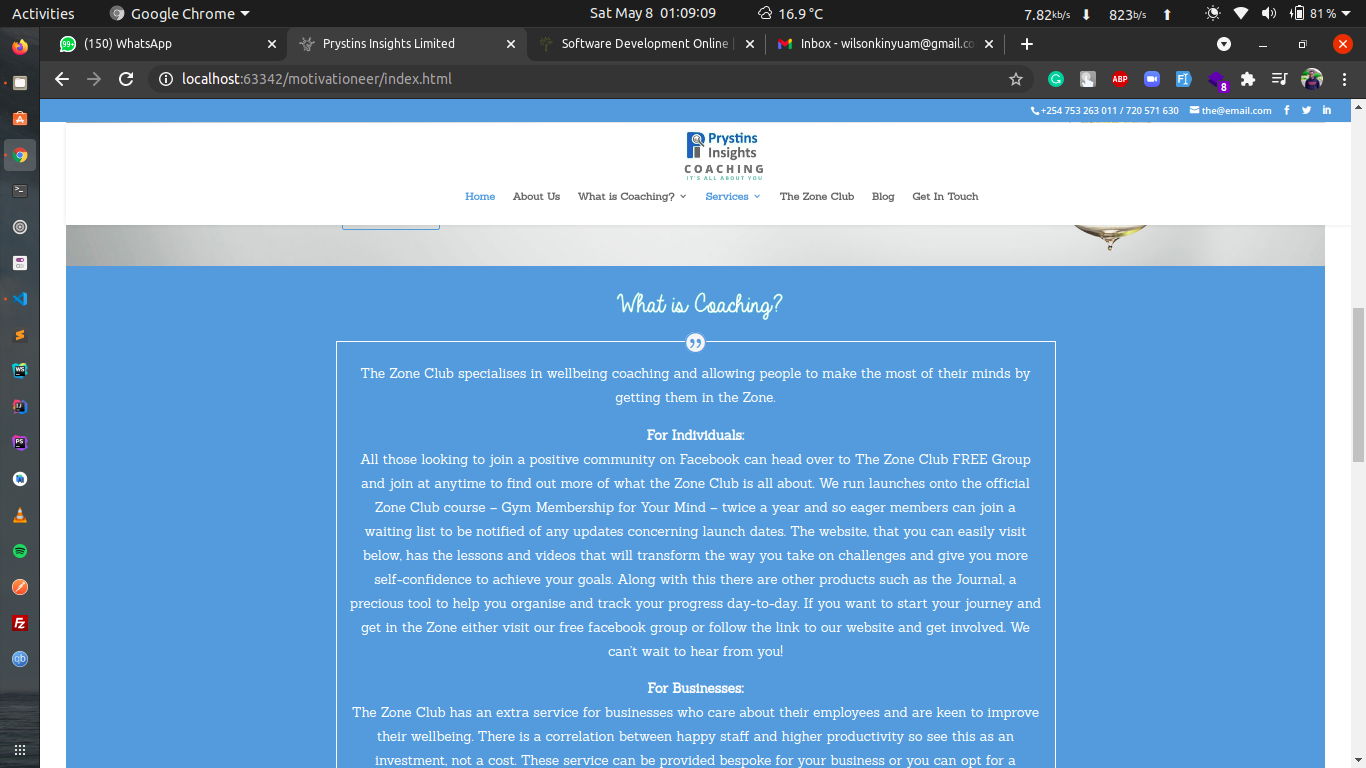 Activities
Google Chrome
Sat May 8 01:09:09
16.9 °C
7.82kb/s
823b/s
81 %
99+
(150) WhatsApp
Prystins Insights Limited
Software Development Online |
Inbox - wilsonkinyuam@gmail.co
localhost:63342/motivationeer/index.html
ABP
8
+254 753 263 011 / 720 571 630
the@email.com
Prystins
Insights
COACHING
IT'S ALL ABOUT YOU
Home
About Us
What is Coaching?
Services
The Zone Club
Blog
Get In Touch
What is Coaching?
The Zone Club specialises in wellbeing coaching and allowing people to make the most of their minds by
getting them in the Zone.
For Individuals:
All those looking to join a positive community on Facebook can head over to The Zone Club FREE Group
and join at anytime to find out more of what the Zone Club is all about. We run launches onto the official
Zone Club course – Gym Membership for Your Mind – twice a year and so eager members can join a
waiting list to be notified of any updates concerning launch dates. The website, that you can easily visit
below, has the lessons and videos that will transform the way you take on challenges and give you more
self-confidence to achieve your goals. Along with this there are other products such as the Journal, a
precious tool to help you organise and track your progress day-to-day. If you want to start your journey and
get in the Zone either visit our free facebook group or follow the link to our website and get involved. We
can't wait to hear from you!
For Businesses:
The Zone Club has an extra service for businesses who care about their employees and are keen to improve
their wellbeing. There is a correlation between happy staff and higher productivity so see this as an
investment, not a cost. These service can be provided bespoke for your business or you can opt for a